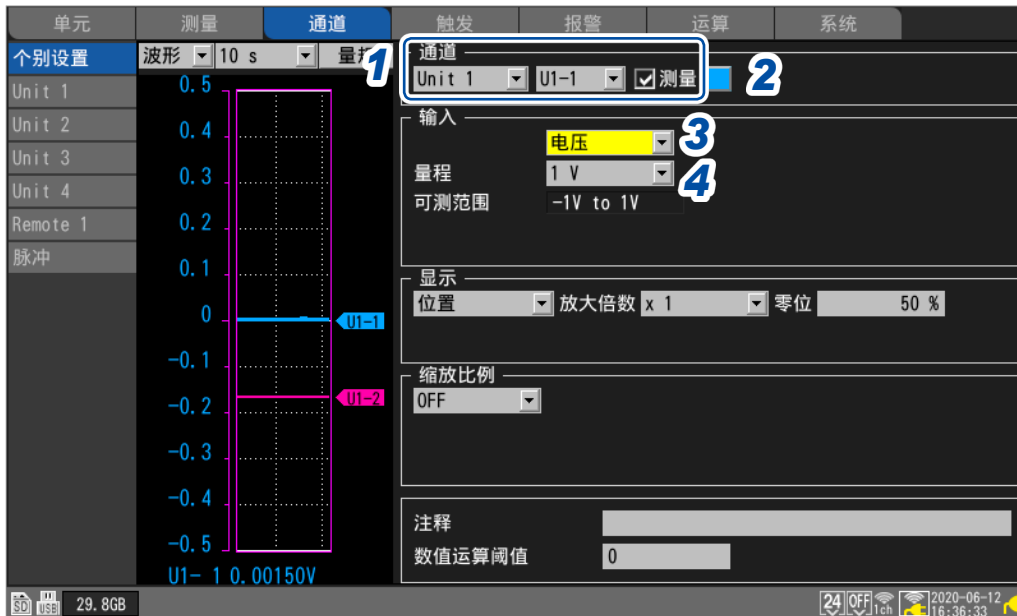 单元 测量 通道 触发 报警 运算 系统
个别设置
Unit 1
Unit 2
Unit 3
Unit 4
Remote 1
脉冲
波形 10 s
0.5
0.4
0.3
0.2
0.1
0
-0.1
-0.2
-0.3
-0.4
-0.5
U1-1
U1-2
U1- 1 0.00150V
1
通道
Unit 1 U1-1 测量
2
输入
电压
3
量程 1 V
4
可测范围 -1V to 1V
显示
位置 放大倍数 x 1 零位 50 %
缩放比例
OFF
注释
数值运算阈值 0
SD USB 29.8GB
24 OFF 1ch 2020-06-12
16:36:33